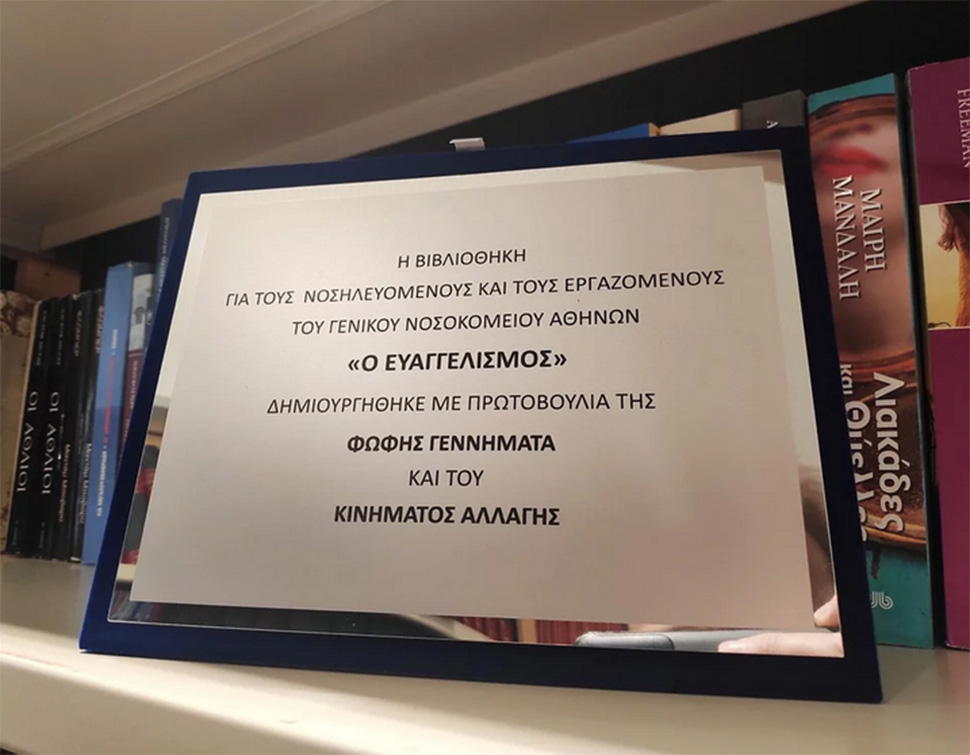 Η ΒΙΒΛΙΟΘΗΚΗ
ΓΙΑ ΤΟΥΣ ΝΟΣΗΛΕΥΟΜΕΝΟΥΣ ΚΑΙ ΤΟΥΣ ΕΡΓΑΖΟΜΕΝΟΥΣ
ΤΟΥ ΓΕΝΙΚΟΥ ΝΟΣΟΚΟΜΕΙΟΥ ΑΘΗΝΩΝ
«Ο ΕΥΑΓΓΕΛΙΣΜΟΣ»
ΔΗΜΙΟΥΡΓΗΘΗΚΕ ΜΕ ΠΡΩΤΟΒΟΥΛΙΑ ΤΗΣ
ΦΩΦΗΣ ΓΕΝΝΗΜΑΤΑ
ΚΑΙ ΤΟΥ
ΚΙΝΗΜΑΤΟΣ ΑΛΛΑΓΗΣ
ΟΙ ΑΘΛΙΟΙ
ΟΙ ΑΘΛΙΟΙ
ΜΑΙΡΗ
ΜΑΝΔΑΛΗ
Λιακάδες
και
FREEMAN